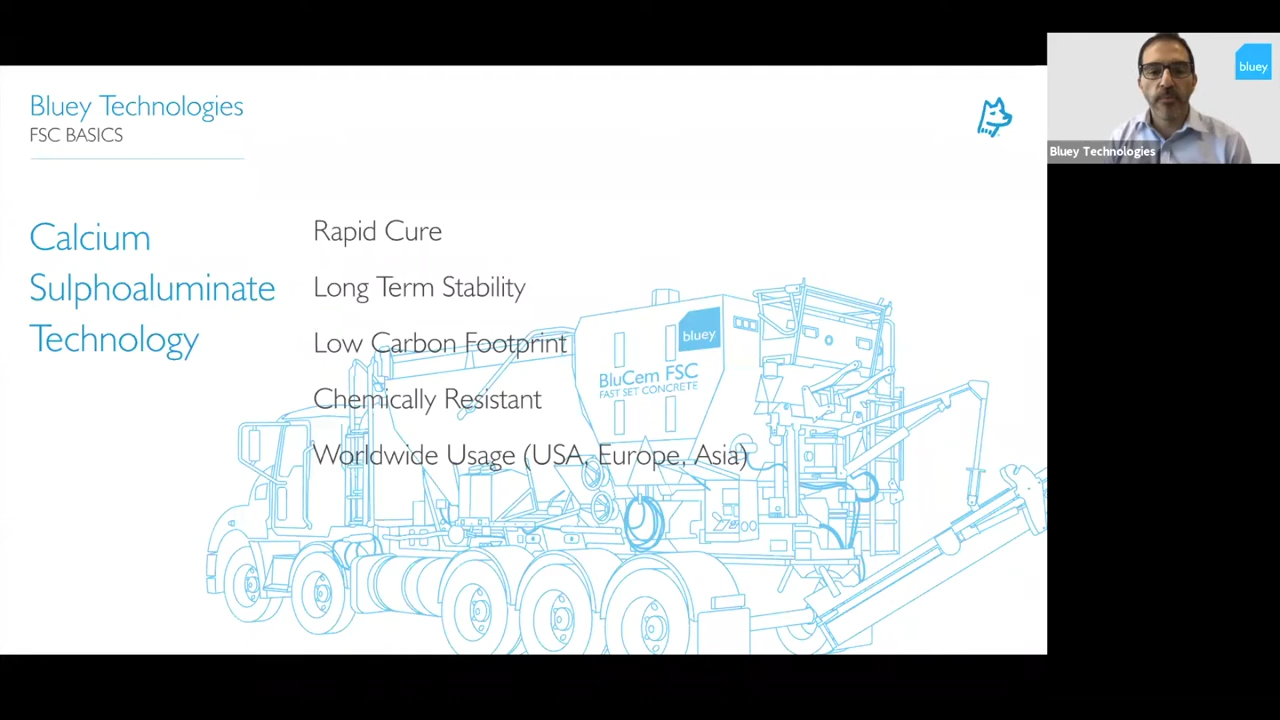 Bluey Technologies
FSC BASICS
Calcium
Sulphoaluminate
Technology
Rapid Cure
Long Term Stability
Low Carbon Footprint
Chemically Resistant
Worldwide Usage (USA, Europe, Asia)
bluey
BluCem FSC
FAST SET CONCRETE
bluey
Bluey Technologies